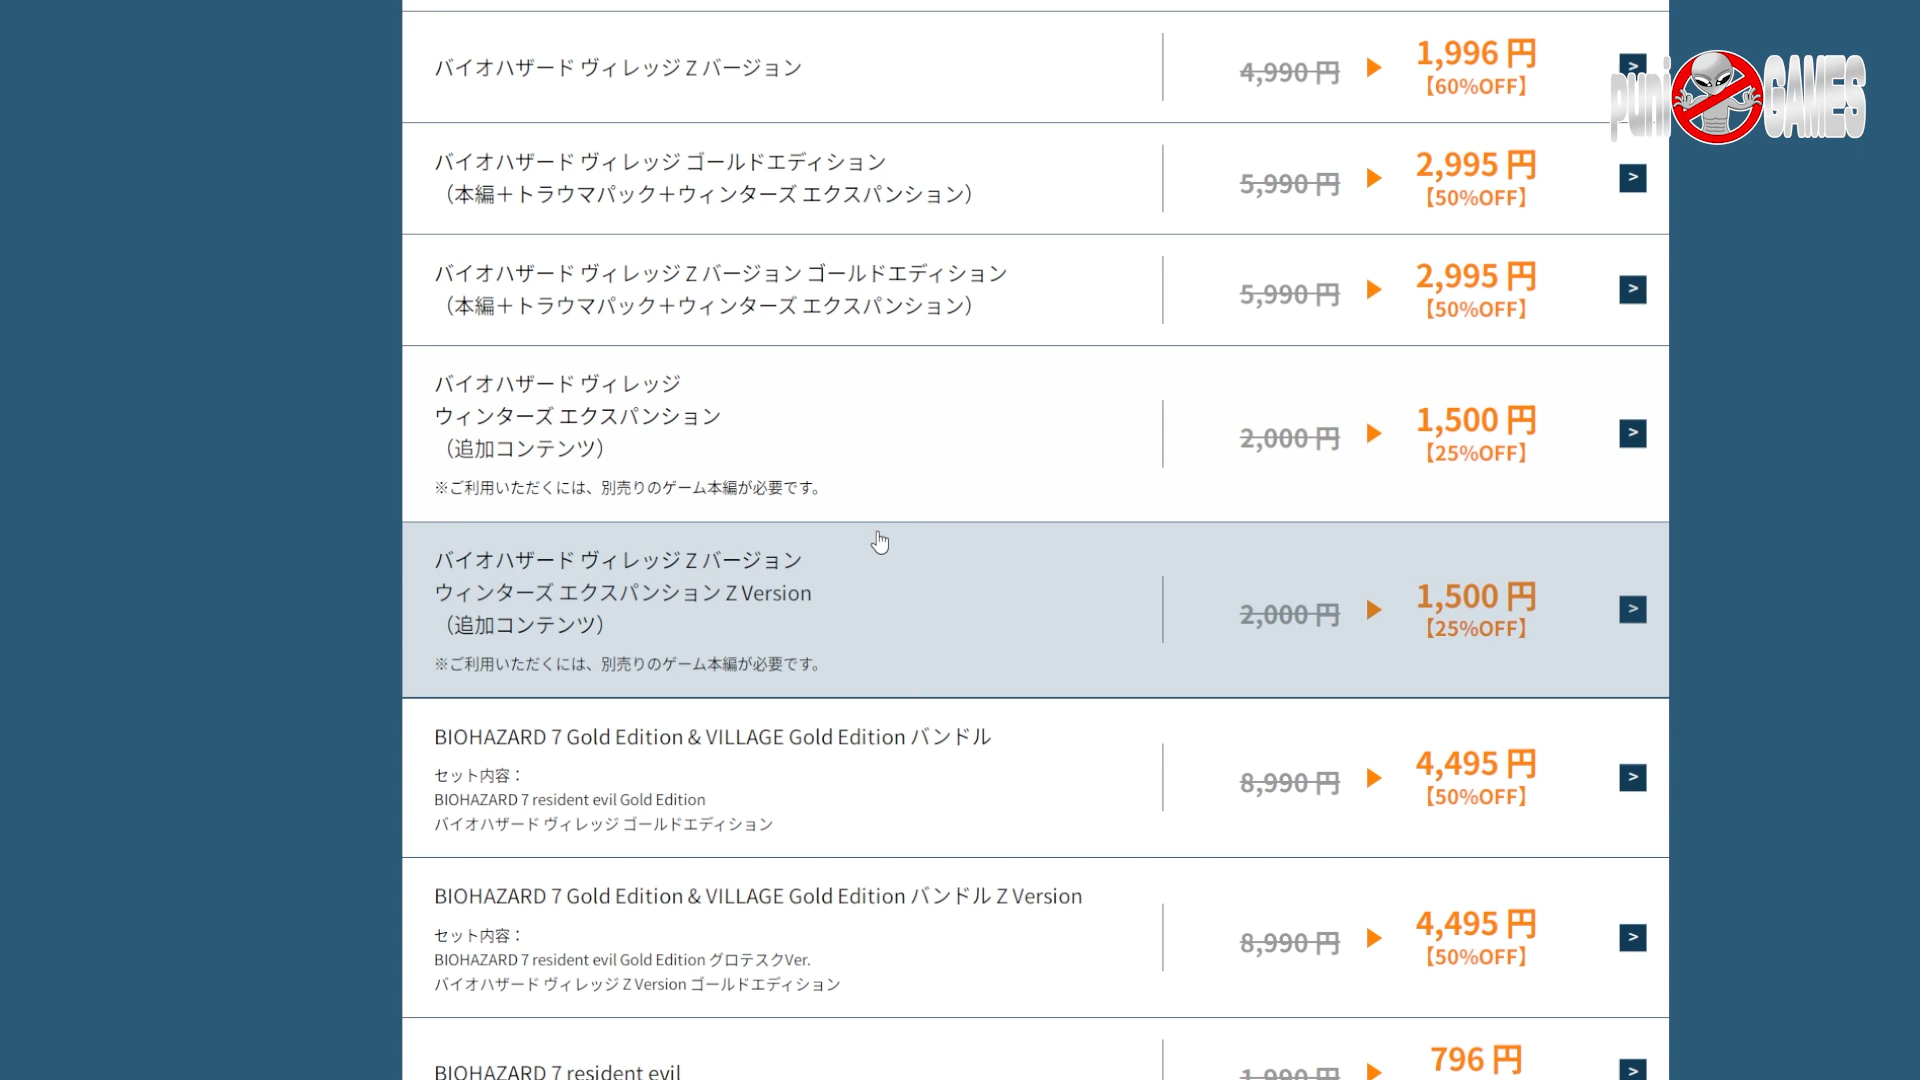 バイオハザード ヴィレッジ Z バージョン
4,990 円
1,996 円
【60%OFF】
>
puni GAMES
バイオハザード ヴィレッジ ゴールドエディション
（本編＋トラウマパック＋ウィンターズ エクスパンション）
5,990 円
2,995 円
【50%OFF】
>
バイオハザード ヴィレッジ Z バージョン ゴールドエディション
（本編＋トラウマパック＋ウィンターズ エクスパンション）
5,990 円
2,995 円
【50%OFF】
>
バイオハザード ヴィレッジ
ウィンターズ エクスパンション
（追加コンテンツ）
※ご利用いただくには、別売りのゲーム本編が必要です。
2,000 円
1,500 円
【25%OFF】
>
バイオハザード ヴィレッジ Z バージョン
ウィンターズ エクスパンション Z Version
（追加コンテンツ）
※ご利用いただくには、別売りのゲーム本編が必要です。
2,000 円
1,500 円
【25%OFF】
>
BIOHAZARD 7 Gold Edition & VILLAGE Gold Edition バンドル
セット内容：
BIOHAZARD 7 resident evil Gold Edition
バイオハザード ヴィレッジ ゴールドエディション
8,990 円
4,495 円
【50%OFF】
>
BIOHAZARD 7 Gold Edition & VILLAGE Gold Edition バンドル Z Version
セット内容：
BIOHAZARD 7 resident evil Gold Edition グロテスクVer.
バイオハザード ヴィレッジ Z Version ゴールドエディション
8,990 円
4,495 円
【50%OFF】
>
BIOHAZARD 7 resident evil
1,990 円
796 円
>